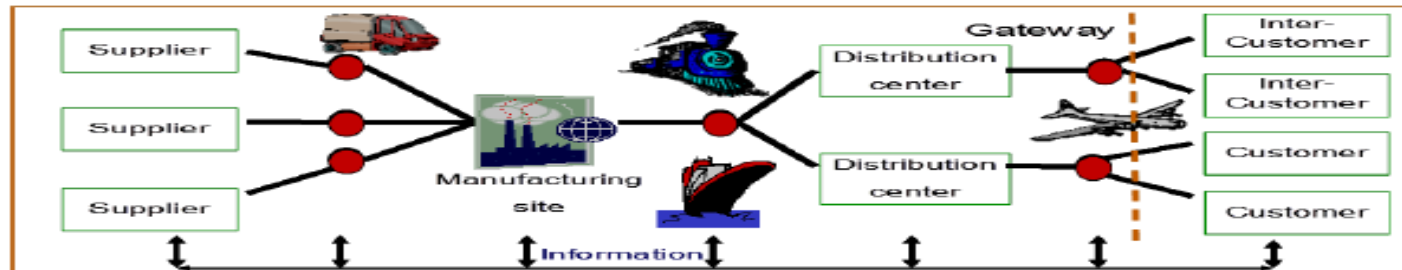 Supplier
Supplier
Supplier
Manufacturing
site
Distribution
center
Distribution
center
Gateway
Inter-
Customer
Inter-
Customer
Customer
Customer
Information